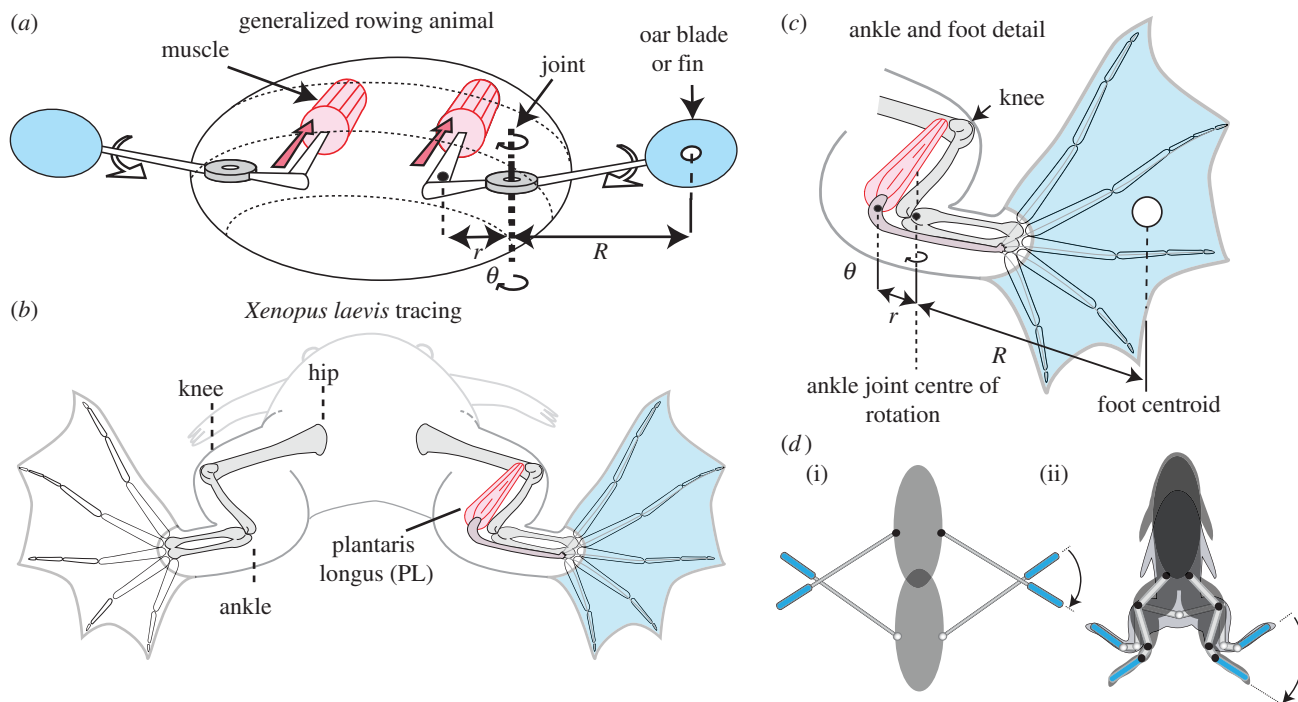 (a)
generalized rowing animal
muscle
joint
oar blade
or fin
r
R
θ
(b)
Xenopus laevis tracing
knee
hip
ankle
plantaris
longus (PL)
(c)
ankle and foot detail
knee
θ
r
R
ankle joint centre of
rotation
foot centroid
(d)
(i)
(ii)